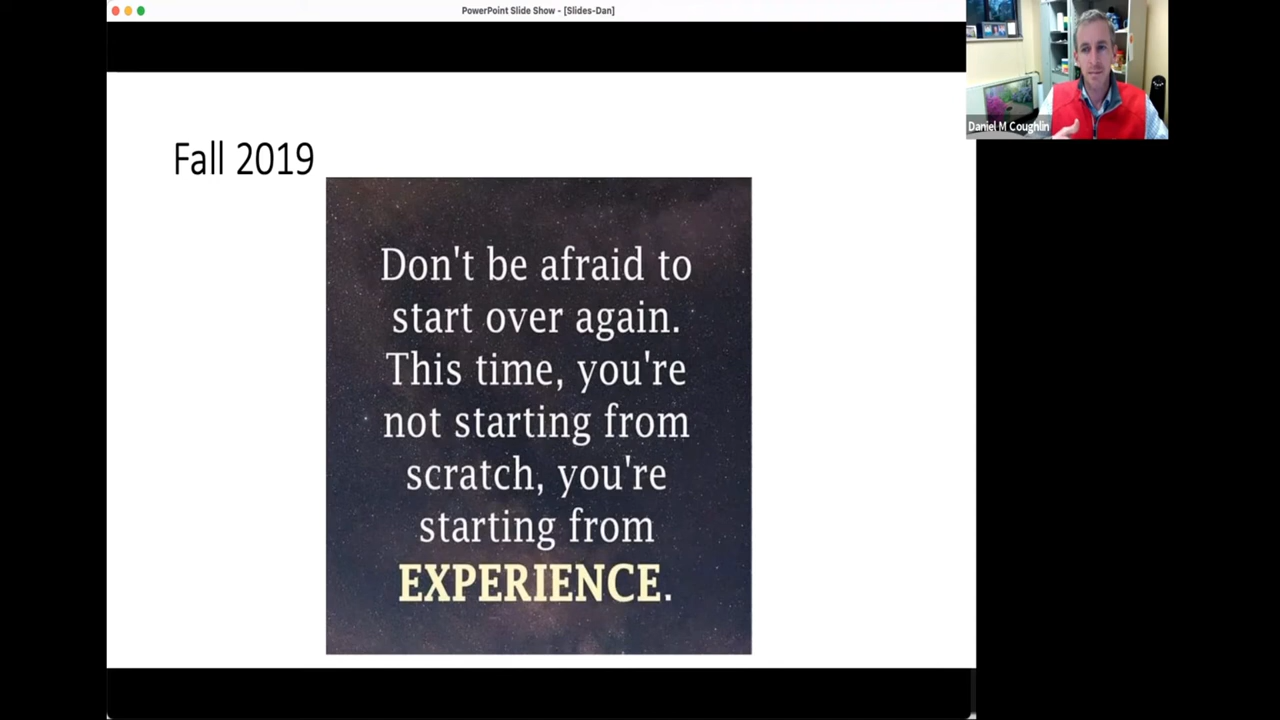 PowerPoint Slide Show - [Slides-Dan]
Daniel M Coughlin
Fall 2019
Don't be afraid to
start over again.
This time, you're
not starting from
scratch, you're
starting from
EXPERIENCE.